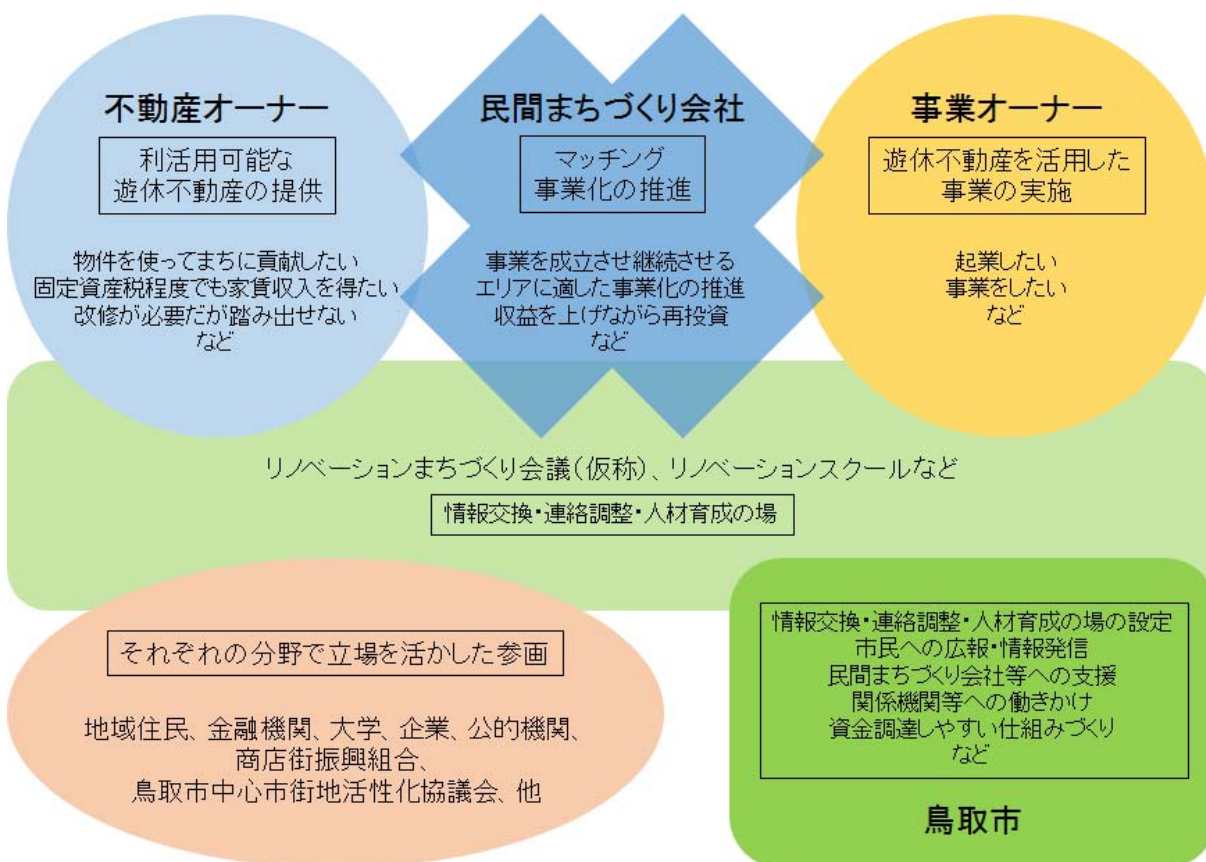 不動産オーナー
利活用可能な
遊休不動産の提供
物件を使ってまちに貢献したい
固定資産税程度でも家賃収入を得たい
改修が必要だが踏み出せない
など
民間まちづくり会社
マッチング
事業化の推進
事業を成立させ継続させる
エリアに適した事業化の推進
収益を上げながら再投資
など
事業オーナー
遊休不動産を活用した
事業の実施
起業したい
事業をしたい
など
リノベーションまちづくり会議(仮称)、リノベーションスクールなど
情報交換・連絡調整・人材育成の場
それぞれの分野で立場を活かした参画
地域住民、金融機関、大学、企業、公的機関、
商店街振興組合、
鳥取市中心市街地活性化協議会、他
情報交換・連絡調整・人材育成の場の設定
市民への広報・情報発信
民間まちづくり会社等への支援
関係機関等への働きかけ
資金調達しやすい仕組みづくり
など
鳥取市